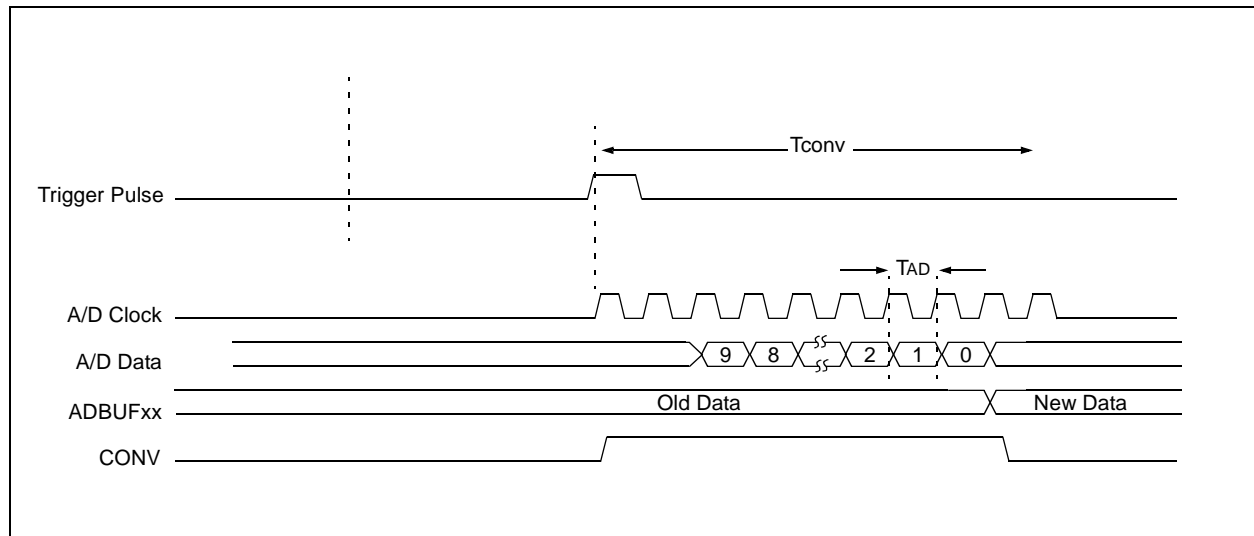 Tconv
Trigger Pulse
TAD
A/D Clock
A/D Data 9 8 2 1 0
ADBUFxx Old Data New Data
CONV